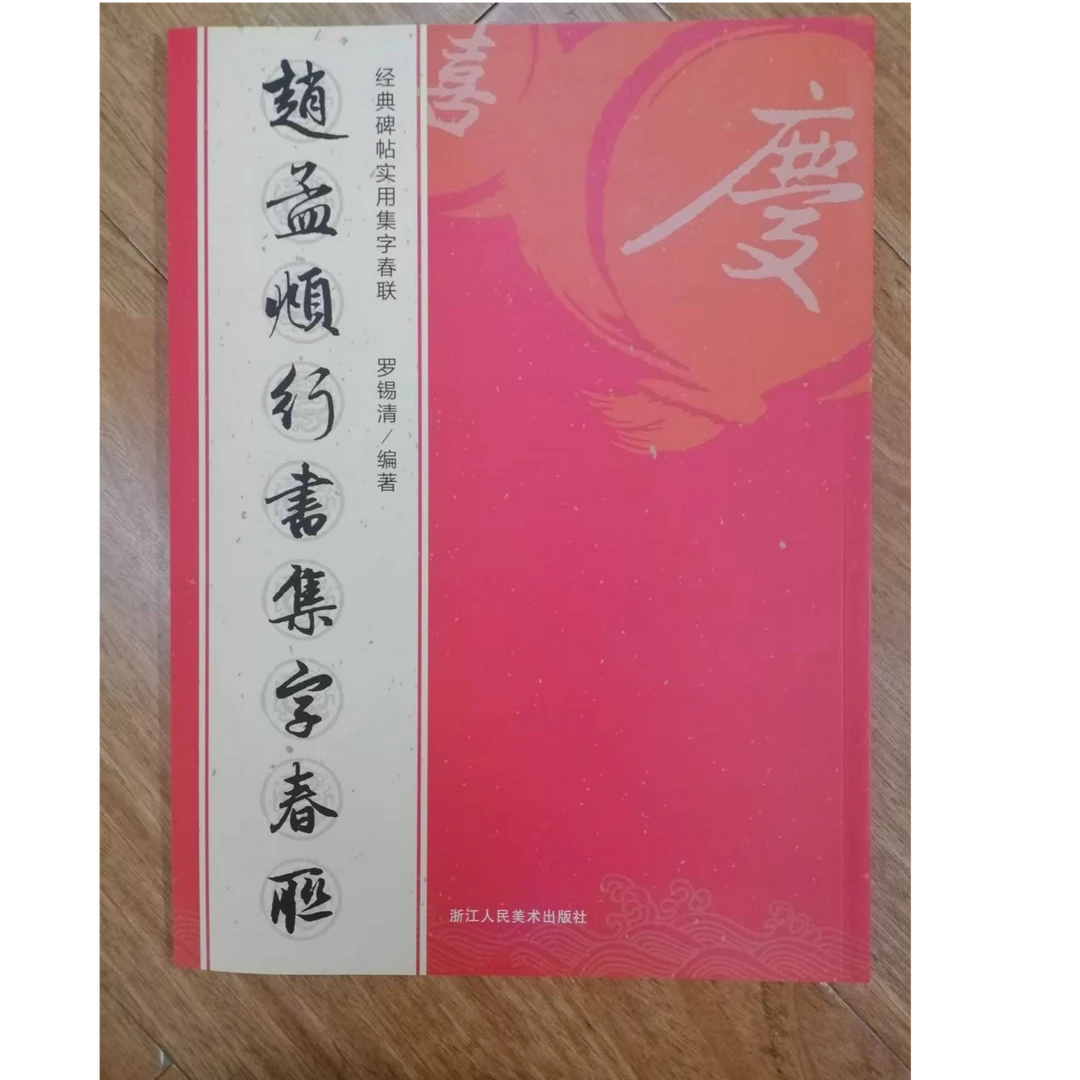 趙孟頫行書集字春聯
经典碑帖实用集字春联 罗锡清/编著
喜
慶
浙江人民美术出版社